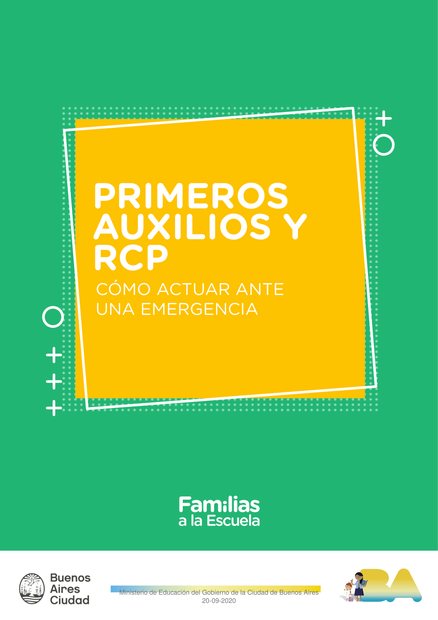 PRIMEROS
AUXILIOS Y
RCP
CÓMO ACTUAR ANTE
UNA EMERGENCIA
Familias
a la Escuela
Buenos
Aires
Ciudad
Ministerio de Educación del Gobierno de la Ciudad de Buenos Aires
20-09-2020
BA